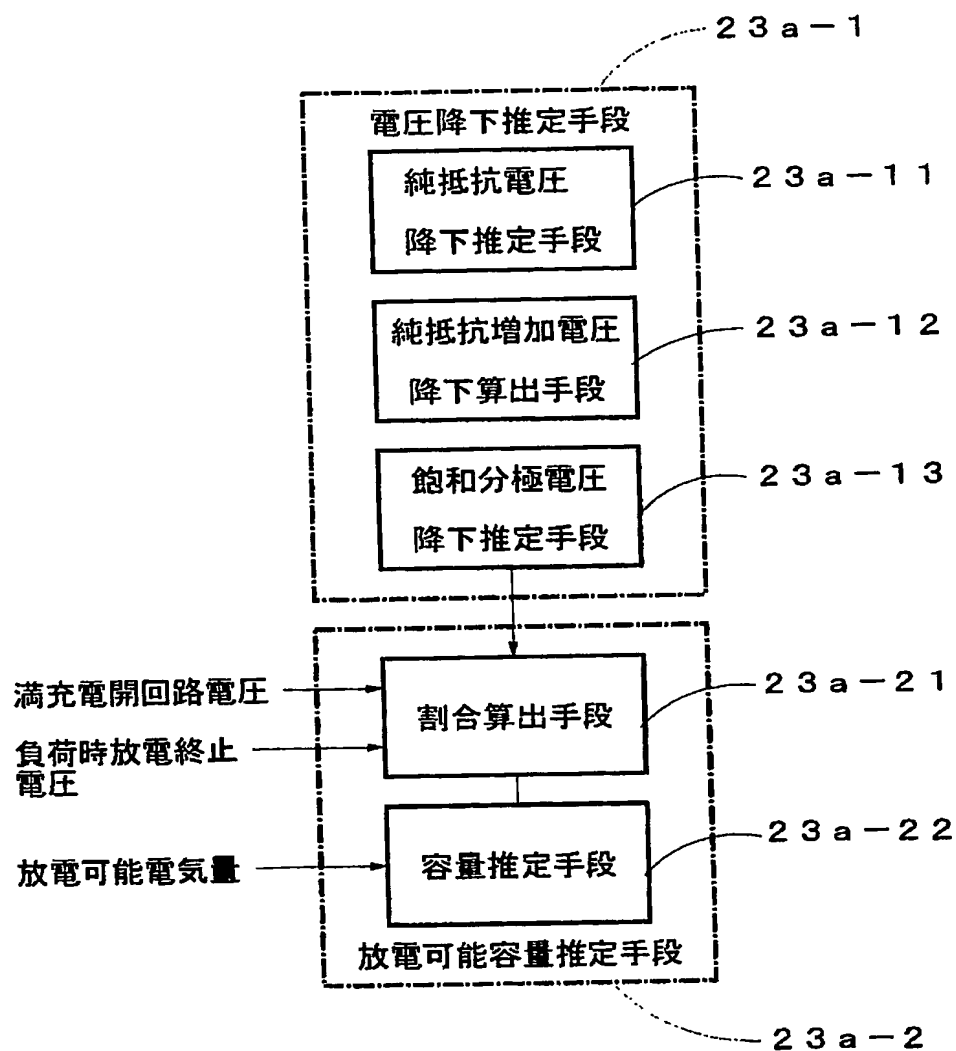 23a－1
電圧降下推定手段
純抵抗電圧
降下推定手段
23a－11
純抵抗増加電圧
降下算出手段
23a－12
飽和分極電圧
降下推定手段
23a－13
満充電開回路電圧
負荷時放電終止
電圧
割合算出手段
23a－21
放電可能電気量
容量推定手段
23a－22
放電可能容量推定手段
23a－2